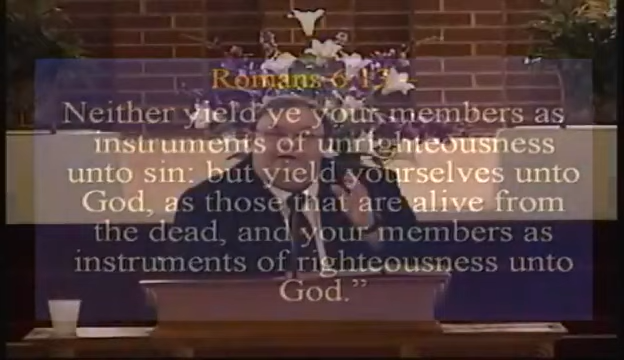 Romans 6:13 –
Neither yield ye your members as
instruments of unrighteousness
unto sin: but yield yourselves unto
God, as those that are alive from
the dead, and your members as
instruments of righteousness unto
God.”